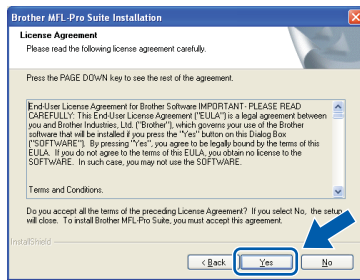 Brother MFL-Pro Suite Installation
License Agreement
Please read the following license agreement carefully.
Press the PAGE DOWN key to see the rest of the agreement.
End-User License Agreement for Brother Software IMPORTANT- PLEASE READ
CAREFULLY: This End-User License Agreement ("EULA") is a legal agreement between
you and Brother Industries, Ltd. ("Brother"), which governs your use of the Brother
software that will be installed if you press the "Yes" button on this Dialog Box
("SOFTWARE"). By pressing "Yes", you agree to be legally bound by the terms of this
EULA. If you do not agree to the terms of this EULA, you obtain no license to the
SOFTWARE. In such case, you may not use the SOFTWARE.
Terms and Conditions.
Do you accept all the terms of the preceding License Agreement? If you select No, the setup
will close. To install Brother MFL-Pro Suite, you must accept this agreement.
InstallShield
< Back
Yes
No